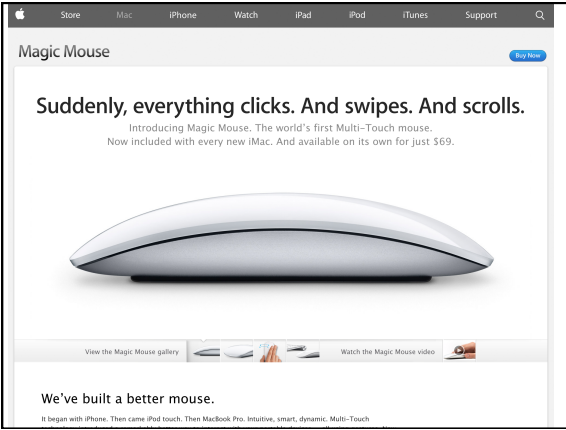 Store Mac iPhone Watch iPad iPod iTunes Support
Magic Mouse
Buy Now
Suddenly, everything clicks. And swipes. And scrolls.
Introducing Magic Mouse. The world's first Multi-Touch mouse.
Now included with every new iMac. And available on its own for just $69.
View the Magic Mouse gallery Watch the Magic Mouse video
We've built a better mouse.
It began with iPhone. Then came iPod touch. Then MacBook Pro. Intuitive, smart, dynamic. Multi-Touch